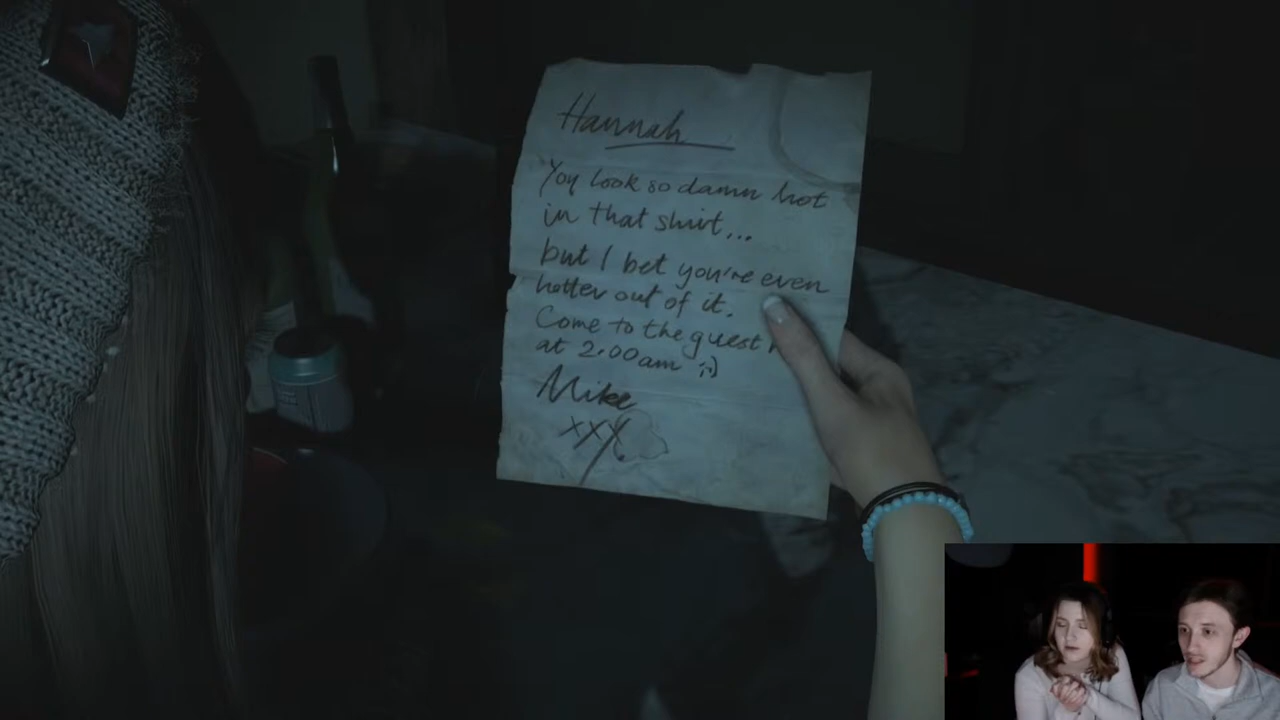 Hannah
You look so damn hot
in that shirt...
but I bet you're even
hotter out of it.
Come to the guest
at 2.00am ;)
Mike
xxx